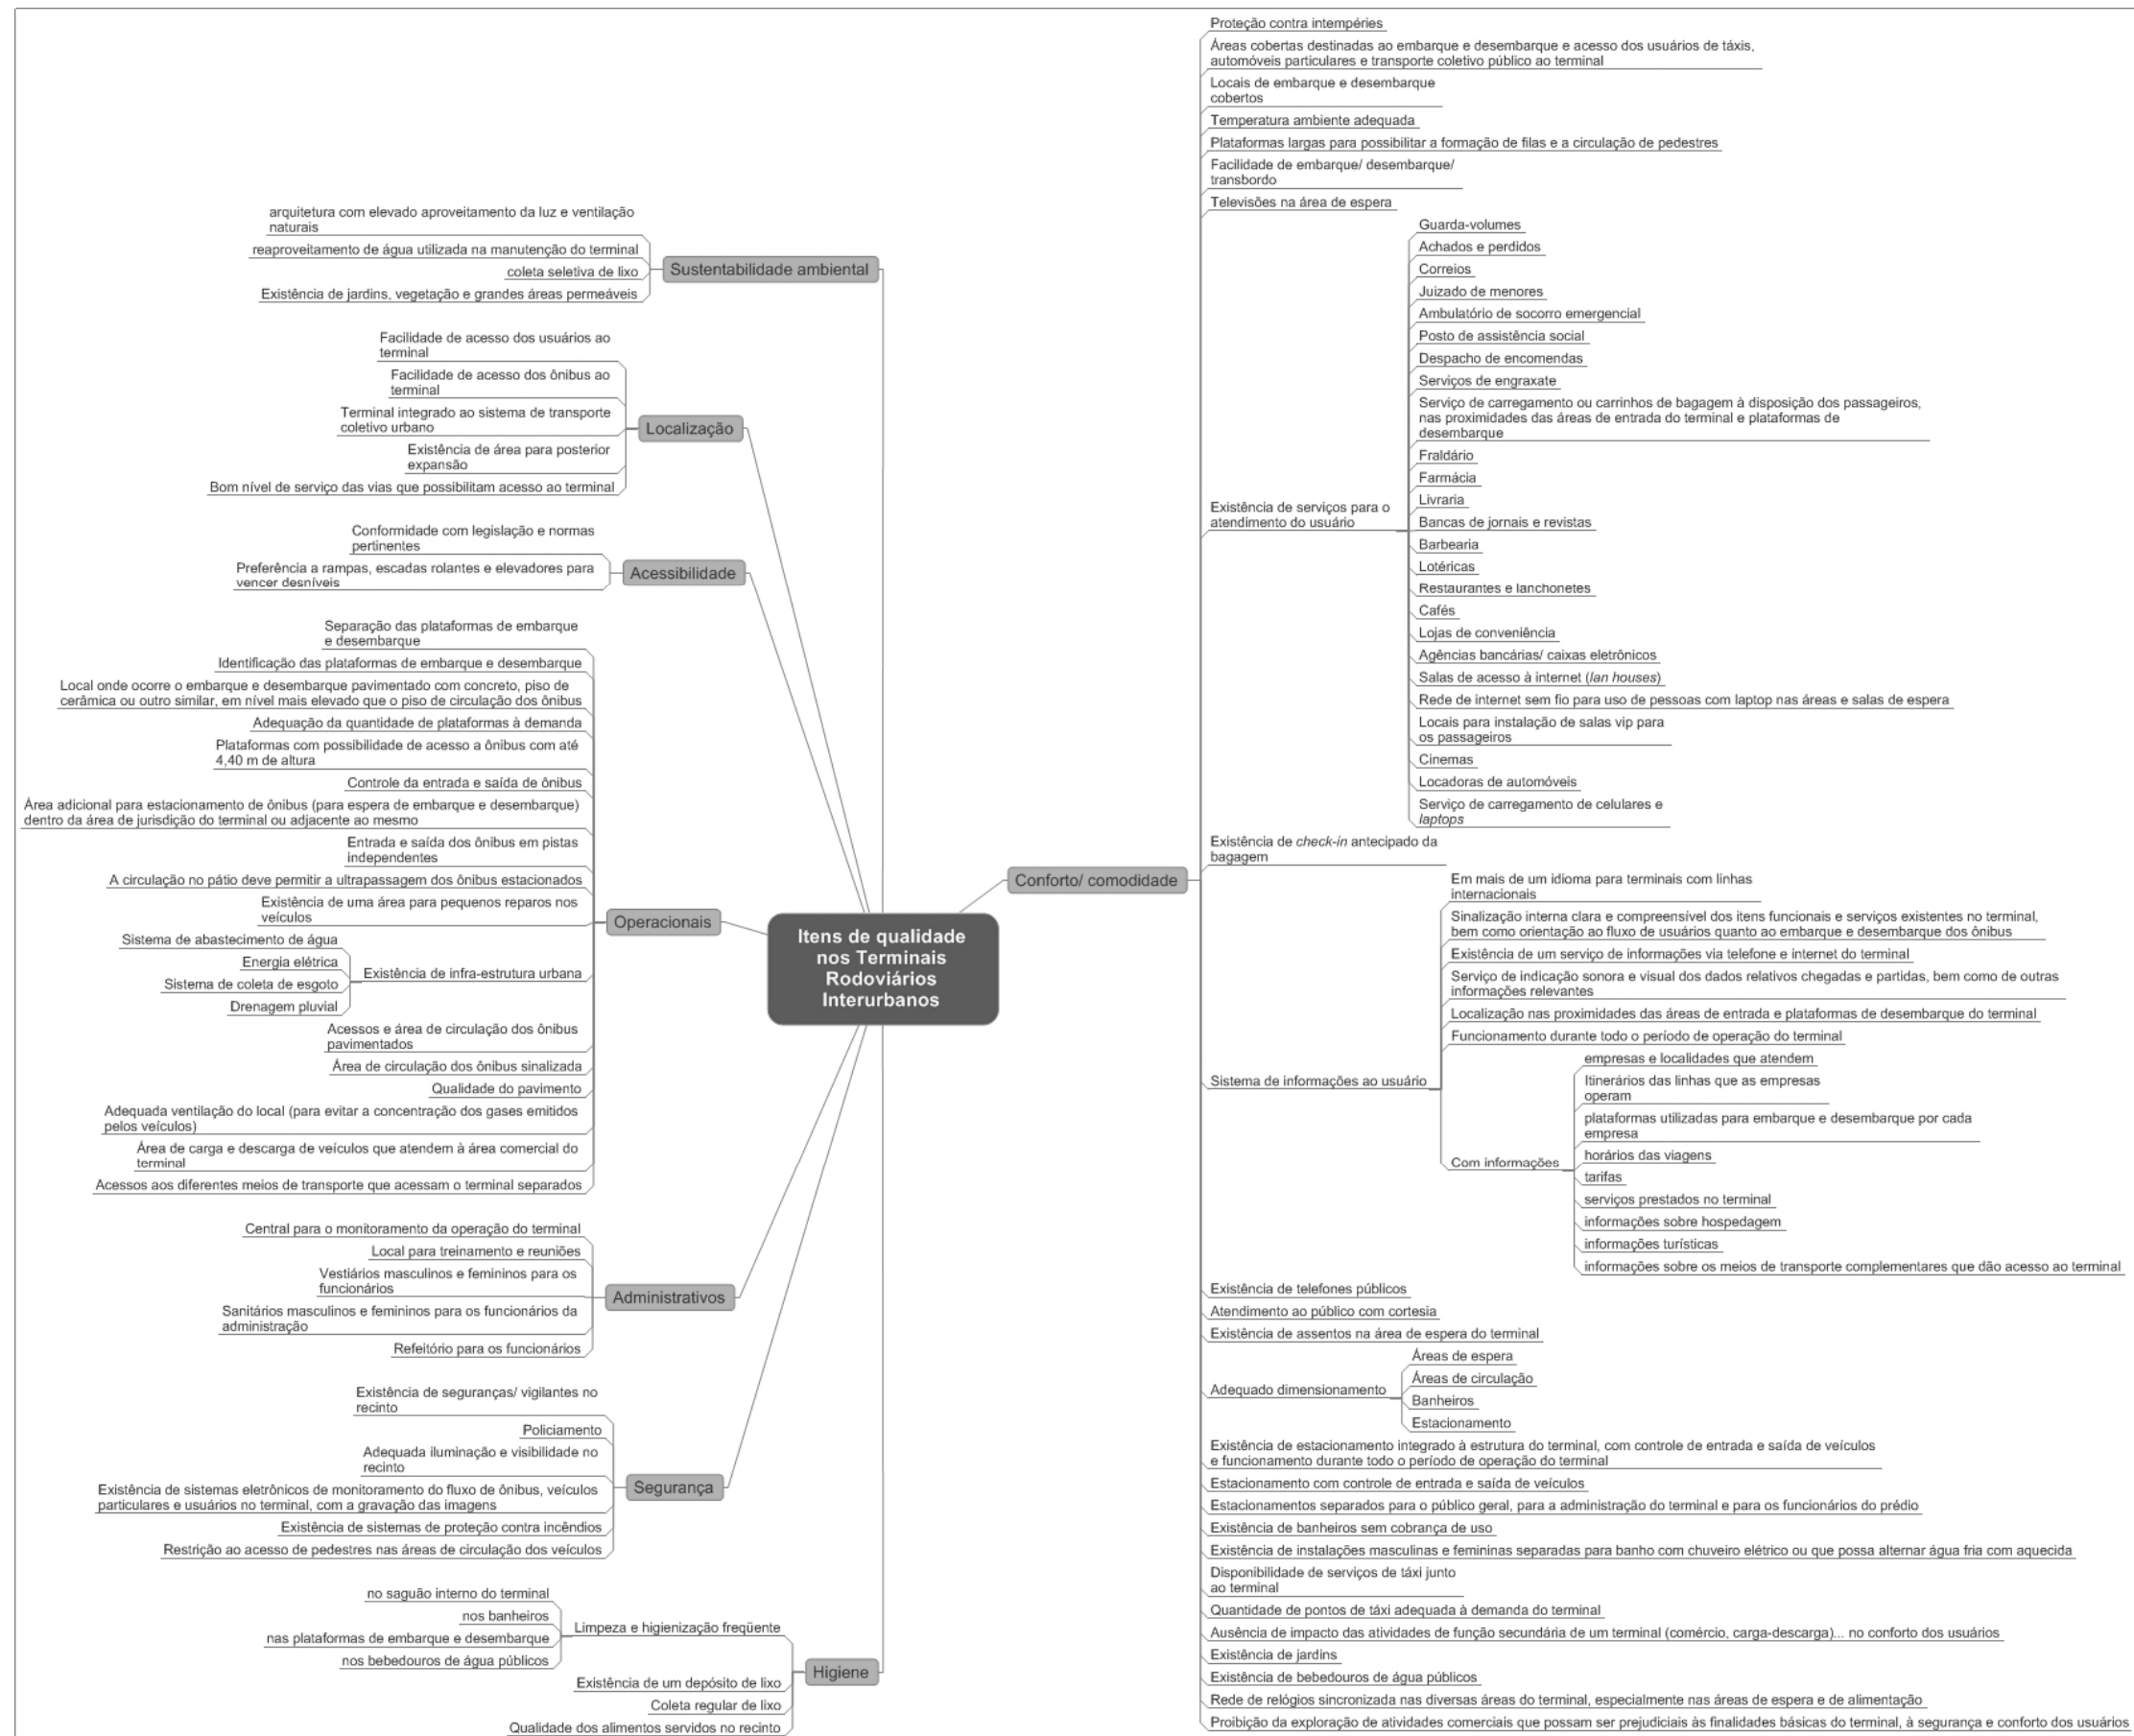 Itens de qualidade
nos Terminais
Rodoviários
Interurbanos
Sustentabilidade ambiental
arquitetura com elevado aproveitamento da luz e ventilação
naturais
reaproveitamento de água utilizada na manutenção do terminal
coleta seletiva de lixo
Existência de jardins, vegetação e grandes áreas permeáveis
Localização
Facilidade de acesso dos usuários ao
terminal
Facilidade de acesso dos ônibus ao
terminal
Terminal integrado ao sistema de transporte
coletivo urbano
Existência de área para posterior
expansão
Bom nível de serviço das vias que possibilitam acesso ao terminal
Acessibilidade
Conformidade com legislação e normas
pertinentes
Preferência a rampas, escadas rolantes e elevadores para
vencer desníveis
Operacionais
Separação das plataformas de embarque
e desembarque
Identificação das plataformas de embarque e desembarque
Local onde ocorre o embarque e desembarque pavimentado com concreto, piso de
cerâmica ou outro similar, em nível mais elevado que o piso de circulação dos ônibus
Adequação da quantidade de plataformas à demanda
Plataformas com possibilidade de acesso a ônibus com até
4,40 m de altura
Controle da entrada e saída de ônibus
Área adicional para estacionamento de ônibus (para espera de embarque e desembarque)
dentro da área de jurisdição do terminal ou adjacente ao mesmo
Entrada e saída dos ônibus em pistas
independentes
A circulação no pátio deve permitir a ultrapassagem dos ônibus estacionados
Existência de uma área para pequenos reparos nos
veículos
Existência de infra-estrutura urbana
Sistema de abastecimento de água
Energia elétrica
Sistema de coleta de esgoto
Drenagem pluvial
Acessos e área de circulação dos ônibus
pavimentados
Área de circulação dos ônibus sinalizada
Qualidade do pavimento
Adequada ventilação do local (para evitar a concentração dos gases emitidos
pelos veículos)
Área de carga e descarga de veículos que atendem à área comercial do
terminal
Acessos aos diferentes meios de transporte que acessam o terminal separados
Administrativos
Central para o monitoramento da operação do terminal
Local para treinamento e reuniões
Vestiários masculinos e femininos para os
funcionários
Sanitários masculinos e femininos para os funcionários da
administração
Refeitório para os funcionários
Segurança
Existência de seguranças/ vigilantes no
recinto
Policiamento
Adequada iluminação e visibilidade no
recinto
Existência de sistemas eletrônicos de monitoramento do fluxo de ônibus, veículos
particulares e usuários no terminal, com a gravação das imagens
Existência de sistemas de proteção contra incêndios
Restrição ao acesso de pedestres nas áreas de circulação dos veículos
Higiene
Limpeza e higienização freqüente
no saguão interno do terminal
nos banheiros
nas plataformas de embarque e desembarque
nos bebedouros de água públicos
Existência de um depósito de lixo
Coleta regular de lixo
Qualidade dos alimentos servidos no recinto
Conforto/ comodidade
Proteção contra intempéries
Áreas cobertas destinadas ao embarque e desembarque e acesso dos usuários de táxis,
automóveis particulares e transporte coletivo público ao terminal
Locais de embarque e desembarque
cobertos
Temperatura ambiente adequada
Plataformas largas para possibilitar a formação de filas e a circulação de pedestres
Facilidade de embarque/ desembarque/
transbordo
Televisões na área de espera
Existência de serviços para o
atendimento do usuário
Guarda-volumes
Achados e perdidos
Correios
Juizado de menores
Ambulatório de socorro emergencial
Posto de assistência social
Despacho de encomendas
Serviços de engraxate
Serviço de carregamento ou carrinhos de bagagem à disposição dos passageiros,
nas proximidades das áreas de entrada do terminal e plataformas de
desembarque
Fraldário
Farmácia
Livraria
Bancas de jornais e revistas
Barbearia
Lotéricas
Restaurantes e lanchonetes
Cafés
Lojas de conveniência
Agências bancárias/ caixas eletrônicos
Salas de acesso à internet (lan houses)
Rede de internet sem fio para uso de pessoas com laptop nas áreas e salas de espera
Locais para instalação de salas vip para
os passageiros
Cinemas
Locadoras de automóveis
Serviço de carregamento de celulares e
laptops
Existência de check-in antecipado da
bagagem
Sistema de informações ao usuário
Em mais de um idioma para terminais com linhas
internacionais
Sinalização interna clara e compreensível dos itens funcionais e serviços existentes no terminal,
bem como orientação ao fluxo de usuários quanto ao embarque e desembarque dos ônibus
Existência de um serviço de informações via telefone e internet do terminal
Serviço de indicação sonora e visual dos dados relativos chegadas e partidas, bem como de outras
informações relevantes
Localização nas proximidades das áreas de entrada e plataformas de desembarque do terminal
Funcionamento durante todo o período de operação do terminal
Com informações
empresas e localidades que atendem
Itinerários das linhas que as empresas
operam
plataformas utilizadas para embarque e desembarque por cada
empresa
horários das viagens
tarifas
serviços prestados no terminal
informações sobre hospedagem
informações turísticas
informações sobre os meios de transporte complementares que dão acesso ao terminal
Existência de telefones públicos
Atendimento ao público com cortesia
Existência de assentos na área de espera do terminal
Adequado dimensionamento
Áreas de espera
Áreas de circulação
Banheiros
Estacionamento
Existência de estacionamento integrado à estrutura do terminal, com controle de entrada e saída de veículos
e funcionamento durante todo o período de operação do terminal
Estacionamento com controle de entrada e saída de veículos
Estacionamentos separados para o público geral, para a administração do terminal e para os funcionários do prédio
Existência de banheiros sem cobrança de uso
Existência de instalações masculinas e femininas separadas para banho com chuveiro elétrico ou que possa alternar água fria com aquecida
Disponibilidade de serviços de táxi junto
ao terminal
Quantidade de pontos de táxi adequada à demanda do terminal
Ausência de impacto das atividades de função secundária de um terminal (comércio, carga-descarga)... no conforto dos usuários
Existência de jardins
Existência de bebedouros de água públicos
Rede de relógios sincronizada nas diversas áreas do terminal, especialmente nas áreas de espera e de alimentação
Proibição da exploração de atividades comerciais que possam ser prejudiciais às finalidades básicas do terminal, à segurança e conforto dos usuários